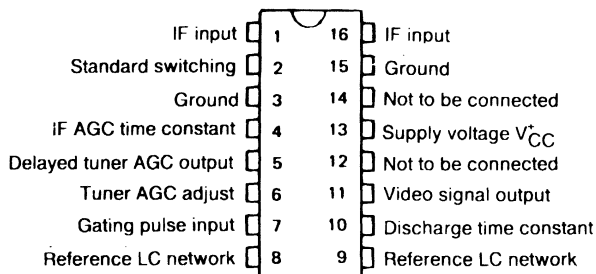 IF input 1 16 IF input
Standard switching 2 15 Ground
Ground 3 14 Not to be connected
IF AGC time constant 4 13 Supply voltage V+CC
Delayed tuner AGC output 5 12 Not to be connected
Tuner AGC adjust 6 11 Video signal output
Gating pulse input 7 10 Discharge time constant
Reference LC network 8 9 Reference LC network